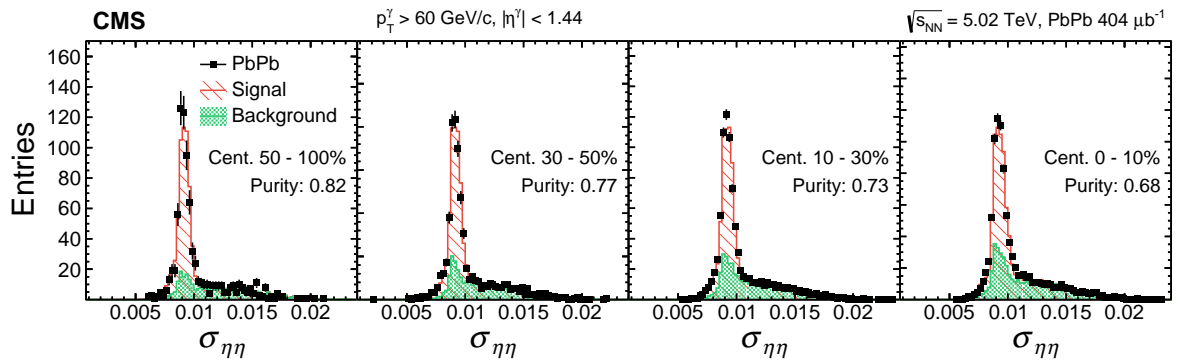 CMS
p_T^γ > 60 GeV/c, |η^γ| < 1.44
√s_NN = 5.02 TeV, PbPb 404 μb⁻¹
Entries
160
140
120
100
80
60
40
20
PbPb
Signal
Background
Cent. 50 - 100%
Purity: 0.82
Cent. 30 - 50%
Purity: 0.77
Cent. 10 - 30%
Purity: 0.73
Cent. 0 - 10%
Purity: 0.68
0.005 0.01 0.015 0.02
0.005 0.01 0.015 0.02
0.005 0.01 0.015 0.02
0.005 0.01 0.015 0.02
σ_ηη
σ_ηη
σ_ηη
σ_ηη